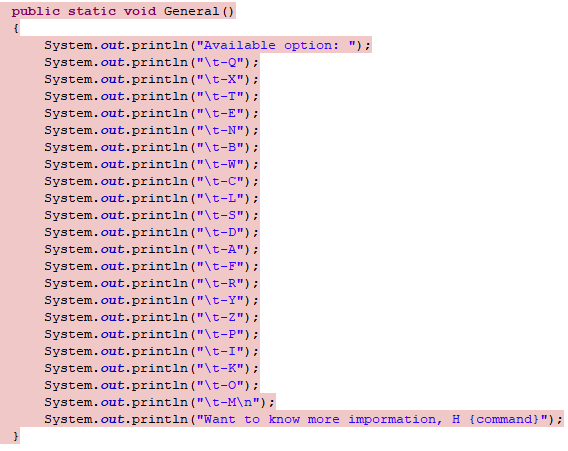 public static void General()
{
    System.out.println("Available option: ");
    System.out.println("\t-Q");
    System.out.println("\t-X");
    System.out.println("\t-T");
    System.out.println("\t-E");
    System.out.println("\t-N");
    System.out.println("\t-B");
    System.out.println("\t-W");
    System.out.println("\t-C");
    System.out.println("\t-L");
    System.out.println("\t-S");
    System.out.println("\t-D");
    System.out.println("\t-A");
    System.out.println("\t-F");
    System.out.println("\t-R");
    System.out.println("\t-Y");
    System.out.println("\t-Z");
    System.out.println("\t-P");
    System.out.println("\t-I");
    System.out.println("\t-K");
    System.out.println("\t-O");
    System.out.println("\t-M\n");
    System.out.println("Want to know more impormation, H {command}");
}